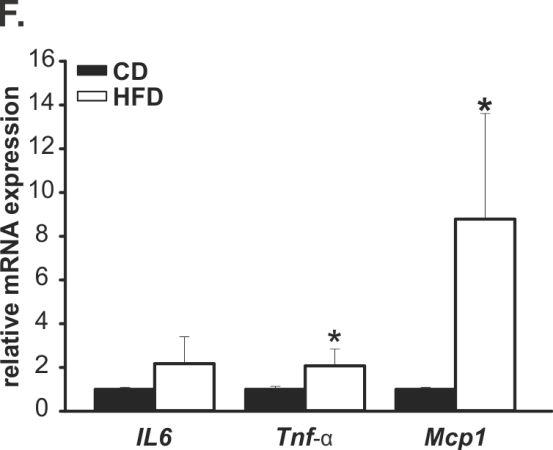 F.
relative mRNA expression
16
14
12
10
8
6
4
2
0
CD
HFD
*
*
IL6 Tnf-α Mcp1